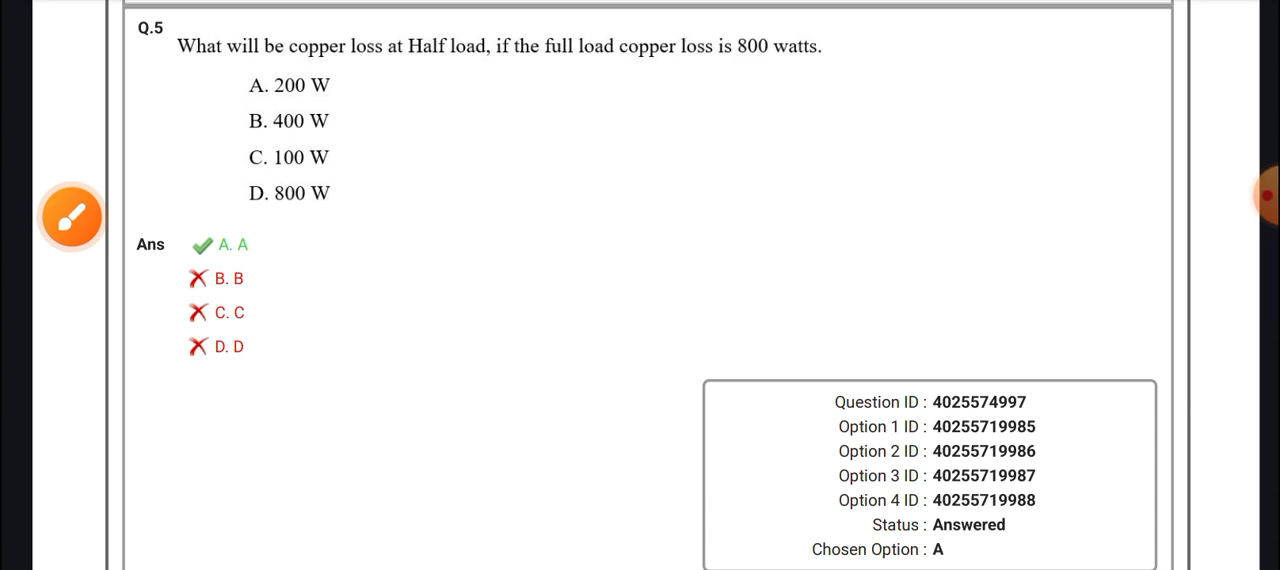 Q.5
What will be copper loss at Half load, if the full load copper loss is 800 watts.
A. 200 W
B. 400 W
C. 100 W
D. 800 W
Ans A. A
B. B
C. C
D. D
Question ID : 4025574997
Option 1 ID : 40255719985
Option 2 ID : 40255719986
Option 3 ID : 40255719987
Option 4 ID : 40255719988
Status : Answered
Chosen Option : A